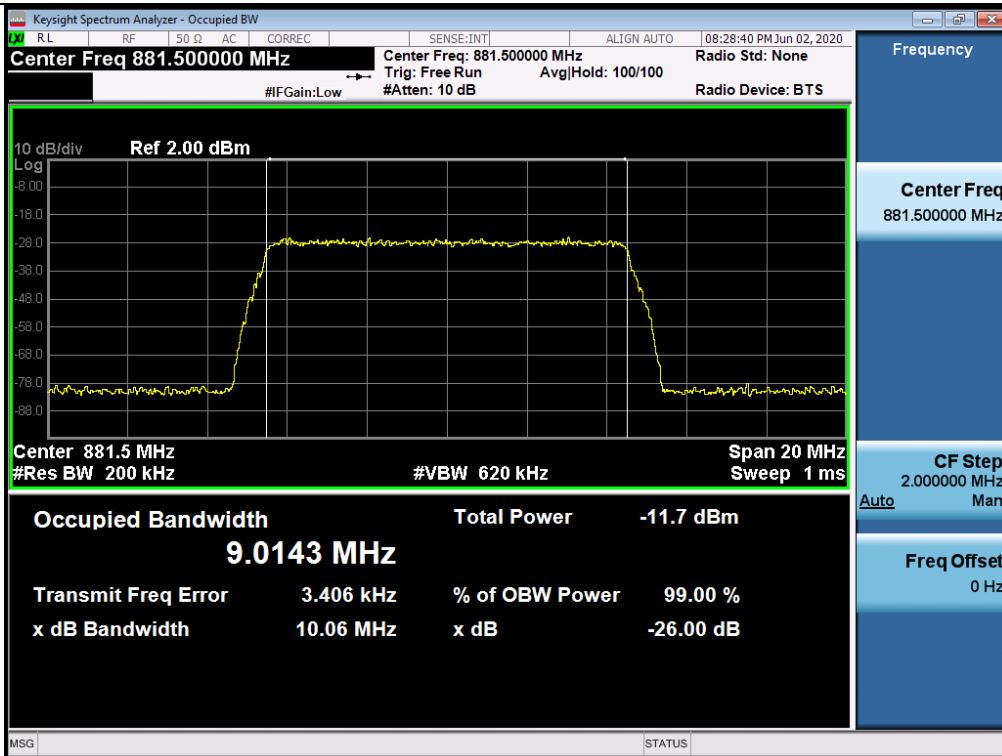 Keysight Spectrum Analyzer - Occupied BW
LXI RL RF 50 Ω AC CORREC SENSE:INT ALIGN AUTO 08:28:40 PM Jun 02, 2020
Center Freq 881.500000 MHz
Center Freq: 881.500000 MHz Radio Std: None
Trig: Free Run Avg|Hold: 100/100
#IFGain:Low #Atten: 10 dB Radio Device: BTS
10 dB/div Ref 2.00 dBm
Log
-8.00
-18.0
-28.0
-38.0
-48.0
-58.0
-68.0
-78.0
-88.0
Center 881.5 MHz Span 20 MHz
#Res BW 200 kHz #VBW 620 kHz Sweep 1 ms
Occupied Bandwidth Total Power -11.7 dBm
9.0143 MHz
Transmit Freq Error 3.406 kHz % of OBW Power 99.00 %
x dB Bandwidth 10.06 MHz x dB -26.00 dB
Frequency
Center Freq
881.500000 MHz
CF Step
2.000000 MHz
Auto Man
Freq Offset
0 Hz
MSG STATUS